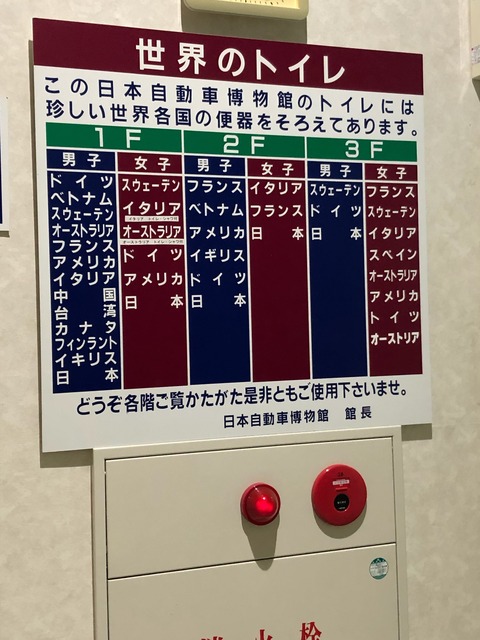 世界のトイレ
この日本自動車博物館のトイレには
珍しい世界各国の便器をそろえてあります。
1F
男子
ドイツ
ベトナム
スウェーデン
オーストラリア
フランス
アメリカ
イタリア
中国
台湾
カナダ
フィンランド
イギリス
日本
女子
スウェーデン
イタリア
オーストラリア
ドイツ
アメリカ
日本
2F
男子
フランス
ベトナム
アメリカ
イギリス
ドイツ
日本
女子
イタリア
フランス
日本
3F
男子
スウェーデン
ドイツ
日本
女子
フランス
スウェーデン
イタリア
スペイン
オーストラリア
アメリカ
ドイツ
オーストリア
どうぞ各階ご覧かたがた是非ともご使用下さいませ。
日本自動車博物館 館長
消火栓